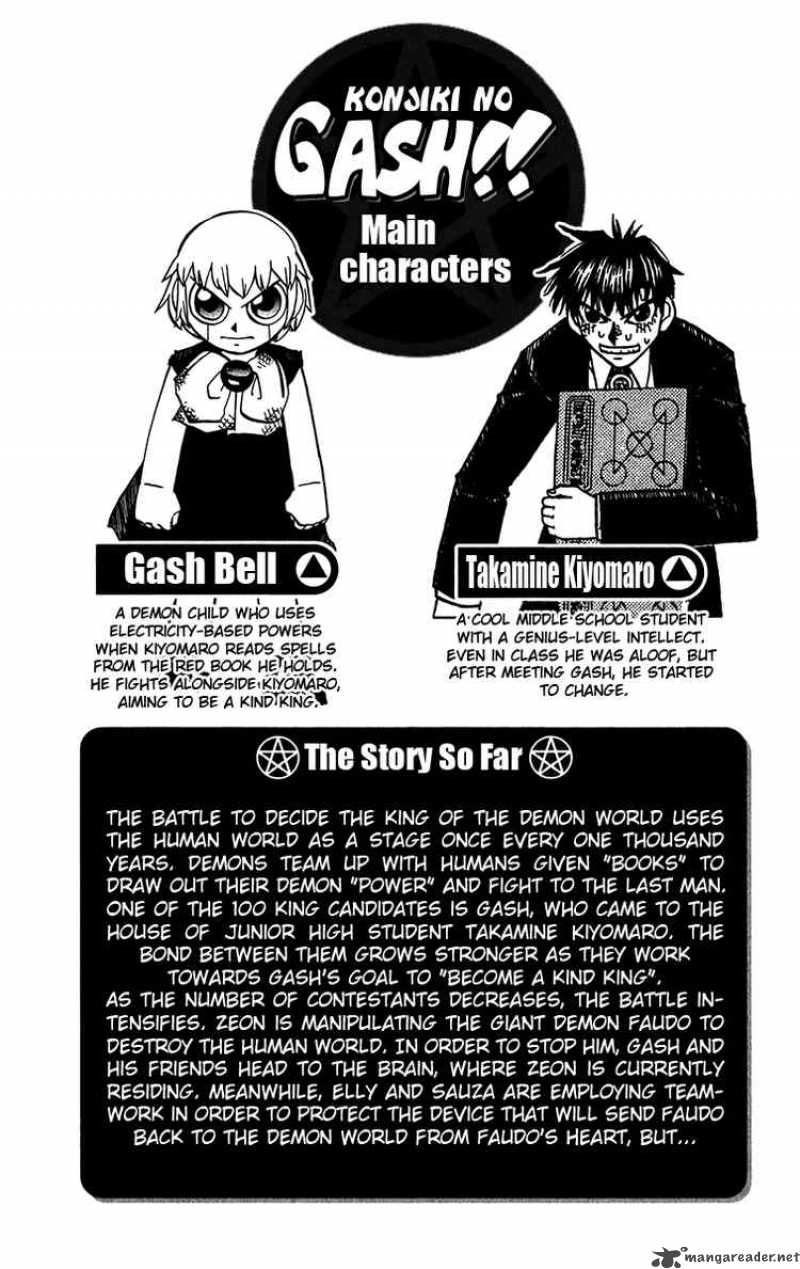 KONJIKI NO
GASH!!
Main
characters
Gash Bell
A DEMON CHILD WHO USES
ELECTRICITY-BASED POWERS
WHEN KIYOMARO READS SPELLS
FROM THE RED BOOK HE HOLDS.
HE FIGHTS ALONGSIDE KIYOMARO,
AIMING TO BE A KIND KING.
Takamine Kiyomaro
A COOL MIDDLE SCHOOL STUDENT
WITH A GENIUS-LEVEL INTELLECT.
EVEN IN CLASS HE WAS ALOOF, BUT
AFTER MEETING GASH, HE STARTED
TO CHANGE.
The Story So Far
THE BATTLE TO DECIDE THE KING OF THE DEMON WORLD USES
THE HUMAN WORLD AS A STAGE ONCE EVERY ONE THOUSAND
YEARS. DEMONS TEAM UP WITH HUMANS GIVEN "BOOKS" TO
DRAW OUT THEIR DEMON "POWER" AND FIGHT TO THE LAST MAN.
ONE OF THE 100 KING CANDIDATES IS GASH, WHO CAME TO THE
HOUSE OF JUNIOR HIGH STUDENT TAKAMINE KIYOMARO. THE
BOND BETWEEN THEM GROWS STRONGER AS THEY WORK
TOWARDS GASH'S GOAL TO "BECOME A KIND KING".
AS THE NUMBER OF CONTESTANTS DECREASES, THE BATTLE IN-
TENSIFIES. ZEON IS MANIPULATING THE GIANT DEMON FAUDO TO
DESTROY THE HUMAN WORLD. IN ORDER TO STOP HIM, GASH AND
HIS FRIENDS HEAD TO THE BRAIN, WHERE ZEON IS CURRENTLY
RESIDING. MEANWHILE, ELLY AND SAUZA ARE EMPLOYING TEAM-
WORK IN ORDER TO PROTECT THE DEVICE THAT WILL SEND FAUDO
BACK TO THE DEMON WORLD FROM FAUDO'S HEART, BUT...
mangareader.net